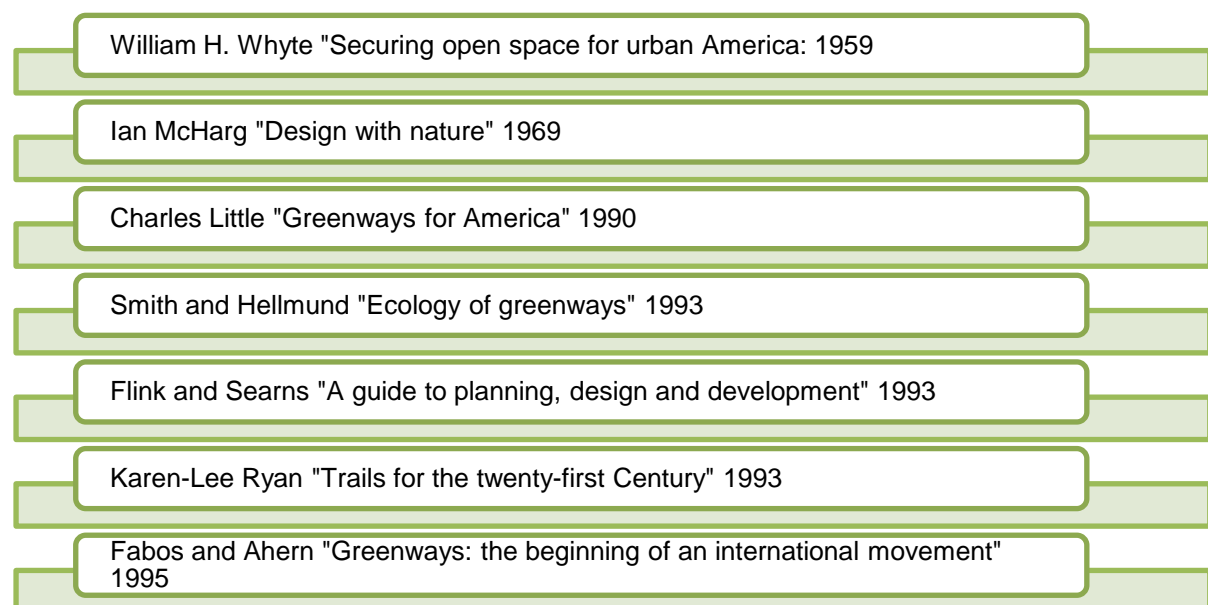 William H. Whyte "Securing open space for urban America: 1959
Ian McHarg "Design with nature" 1969
Charles Little "Greenways for America" 1990
Smith and Hellmund "Ecology of greenways" 1993
Flink and Searns "A guide to planning, design and development" 1993
Karen-Lee Ryan "Trails for the twenty-first Century" 1993
Fabos and Ahern "Greenways: the beginning of an international movement"
1995